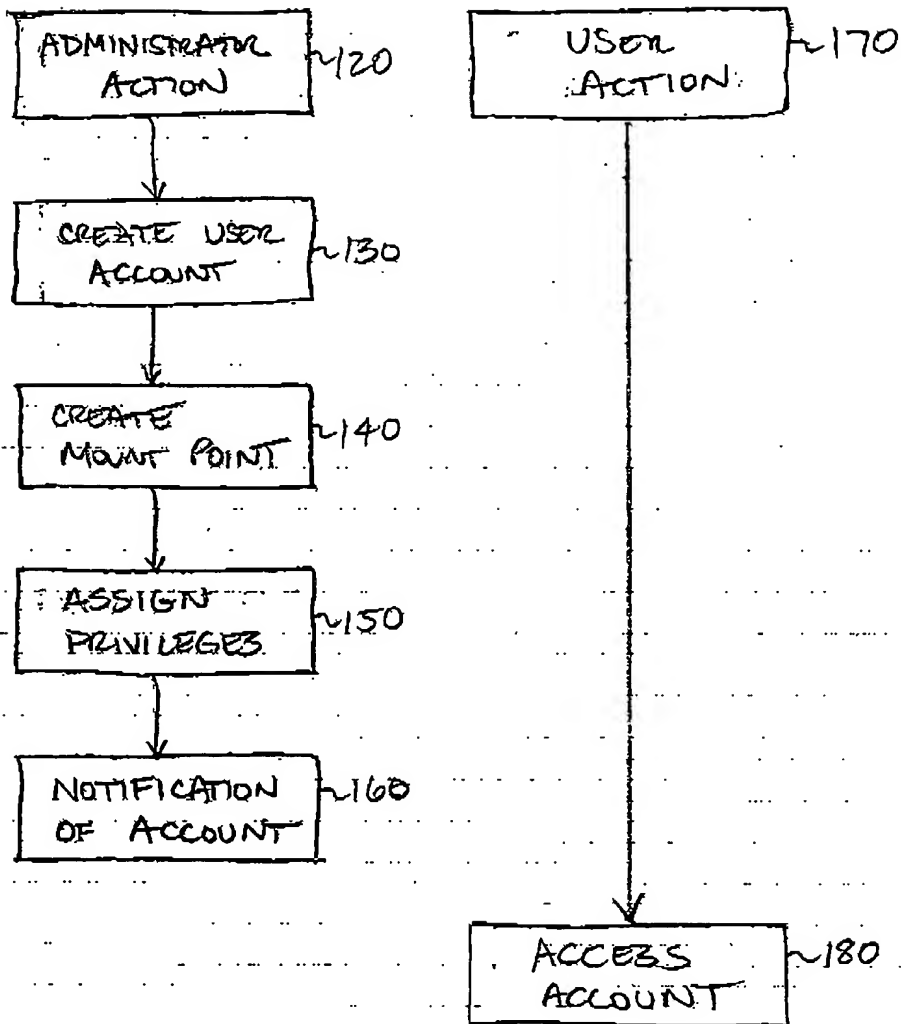 ADMINISTRATOR
ACTION
120
CREATE USER
ACCOUNT
130
CREATE
MOUNT POINT
140
ASSIGN
PRIVILEGES
150
NOTIFICATION
OF ACCOUNT
160
USER
ACTION
170
ACCESS
ACCOUNT
180